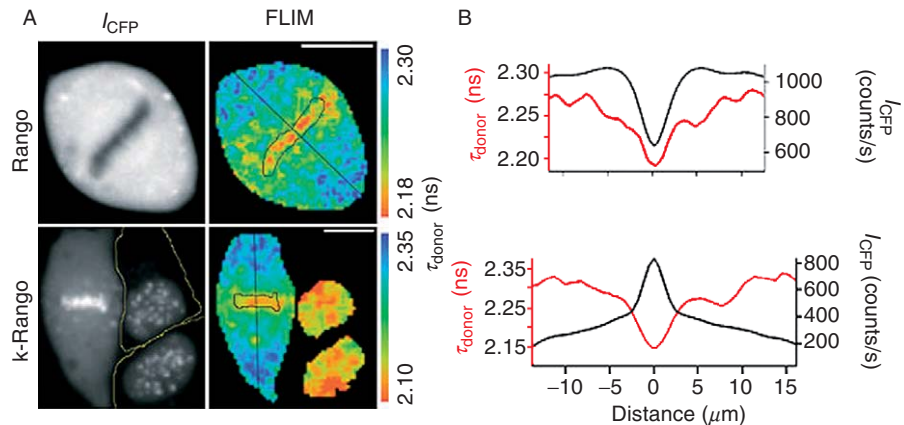 A
I_CFP
FLIM
B
Rango
2.30
2.18
τ_donor (ns)
k-Rango
2.35
2.10
2.30
2.25
2.20
τ_donor (ns)
1000
800
600
I_CFP
(counts/s)
2.35
2.25
2.15
τ_donor (ns)
800
600
400
200
I_CFP (counts/s)
−10 −5 0 5 10 15
Distance (μm)